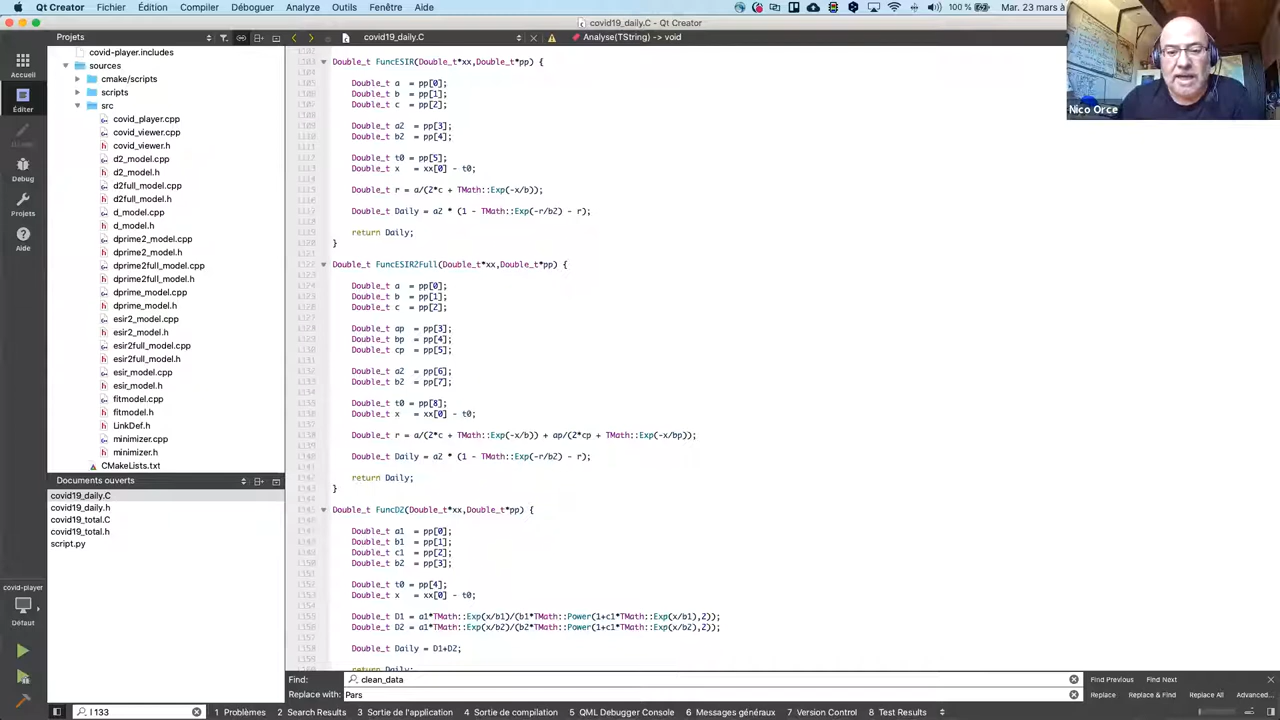 Qt Creator Fichier Édition Compiler Déboguer Analyse Outils Fenêtre Aide
100 % Mar. 23 mars à
covid19_daily.C - Qt Creator
Projets
covid19_daily.C
Analyse(TString) -> void
Accueil
Éditer
Debug
Projets
Aide
covid-player
Défaut
covid-player.includes
sources
cmake/scripts
scripts
src
covid_player.cpp
covid_viewer.cpp
covid_viewer.h
d2_model.cpp
d2_model.h
d2full_model.cpp
d2full_model.h
d_model.cpp
d_model.h
dprime2_model.cpp
dprime2_model.h
dprime2full_model.cpp
dprime2full_model.h
dprime_model.cpp
dprime_model.h
esir2_model.cpp
esir2_model.h
esir2full_model.cpp
esir2full_model.h
esir_model.cpp
esir_model.h
fitmodel.cpp
fitmodel.h
LinkDef.h
minimizer.cpp
minimizer.h
CMakeLists.txt
Documents ouverts
covid19_daily.C
covid19_daily.h
covid19_total.C
covid19_total.h
script.py
Double_t FuncESIR(Double_t*xx,Double_t*pp) {
Double_t a = pp[0];
Double_t b = pp[1];
Double_t c = pp[2];
Double_t a2 = pp[3];
Double_t b2 = pp[4];
Double_t t0 = pp[5];
Double_t x = xx[0] - t0;
Double_t r = a/(2*c + TMath::Exp(-x/b));
Double_t Daily = a2 * (1 - TMath::Exp(-r/b2) - r);
return Daily;
}
Double_t FuncESIR2Full(Double_t*xx,Double_t*pp) {
Double_t a = pp[0];
Double_t b = pp[1];
Double_t c = pp[2];
Double_t ap = pp[3];
Double_t bp = pp[4];
Double_t cp = pp[5];
Double_t a2 = pp[6];
Double_t b2 = pp[7];
Double_t t0 = pp[8];
Double_t x = xx[0] - t0;
Double_t r = a/(2*c + TMath::Exp(-x/b)) + ap/(2*cp + TMath::Exp(-x/bp));
Double_t Daily = a2 * (1 - TMath::Exp(-r/b2) - r);
return Daily;
}
Double_t FuncD2(Double_t*xx,Double_t*pp) {
Double_t a1 = pp[0];
Double_t b1 = pp[1];
Double_t c1 = pp[2];
Double_t b2 = pp[3];
Double_t t0 = pp[4];
Double_t x = xx[0] - t0;
Double_t D1 = a1*TMath::Exp(x/b1)/(b1*TMath::Power(1+c1*TMath::Exp(x/b1),2));
Double_t D2 = a1*TMath::Exp(x/b2)/(b2*TMath::Power(1+c1*TMath::Exp(x/b2),2));
Double_t Daily = D1+D2;
return Daily;
Find: clean_data Find Previous Find Next
Replace with: Pars Replace Replace & Find Replace All Advanced...
l 133
1 Problèmes 2 Search Results 3 Sortie de l'application 4 Sortie de compilation 5 QML Debugger Console 6 Messages généraux 7 Version Control 8 Test Results
Nico Orce